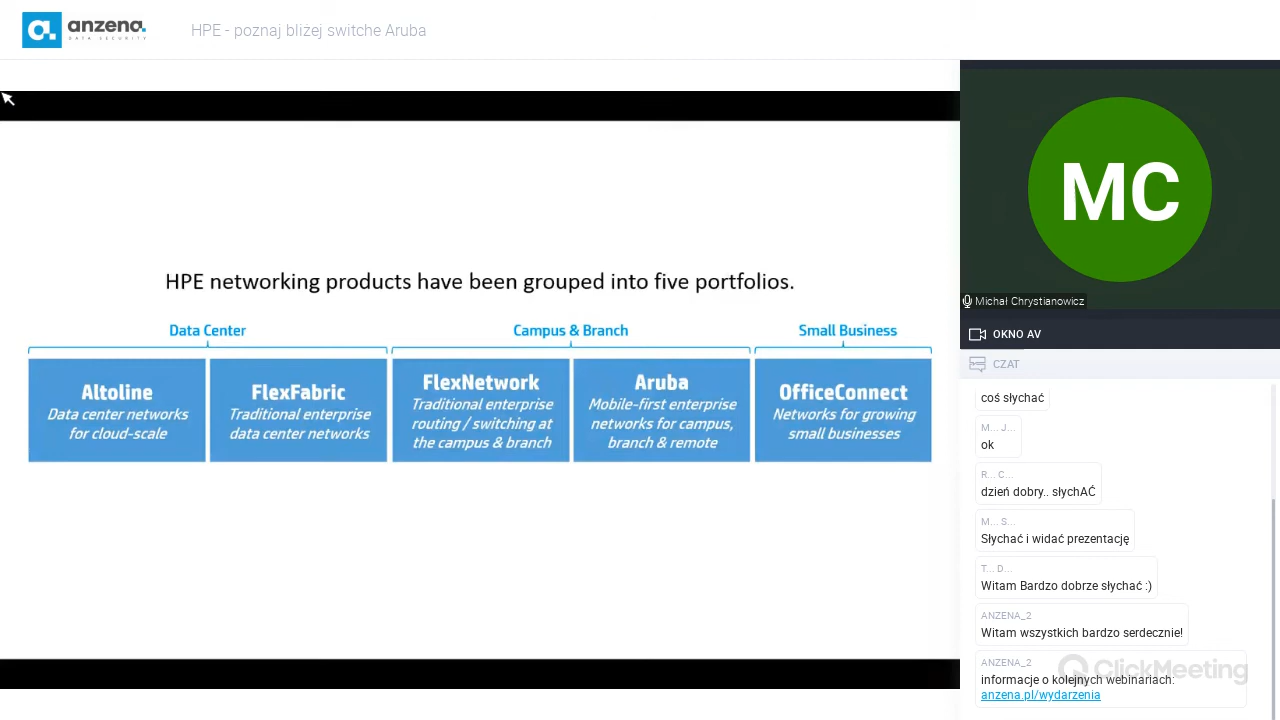 a. anzena.
DATA SECURITY
HPE - poznaj blizej switche Aruba
HPE networking products have been grouped into five portfolios.
Data Center
Campus & Branch
Small Business
Altoline
Data center networks
for cloud-scale
FlexFabric
Traditional enterprise
data center networks
FlexNetwork
Traditional enterprise
routing / switching at
the campus & branch
Aruba
Mobile-first enterprise
networks for campus,
branch & remote
OfficeConnect
Networks for growing
small businesses
MC
Michał Chrystianowicz
OKNO AV
CZAT
coś słychać
M... J...
ok
R... C...
dzień dobry.. słychAĆ
M... S...
Słychać i widać prezentację
T... D...
Witam Bardzo dobrze słychać :)
ANZENA_2
Witam wszystkich bardzo serdecznie!
ANZENA_2
informacje o kolejnych webinariach:
anzena.pl/wydarzenia
ClickMeeting